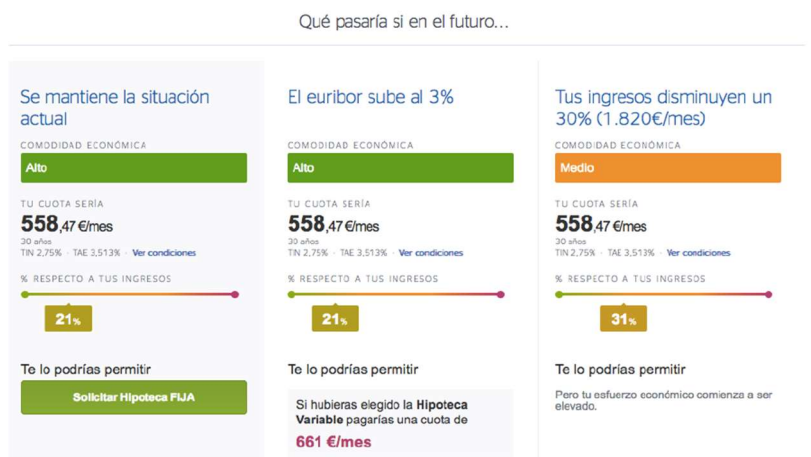 Qué pasaría si en el futuro...
Se mantiene la situación
actual
COMODIDAD ECONÓMICA
Alto
TU CUOTA SERÍA
558,47 €/mes
30 años
TIN 2,75% · TAE 3,513% · Ver condiciones
% RESPECTO A TUS INGRESOS
21%
Te lo podrías permitir
Solicitar Hipoteca FIJA
El euribor sube al 3%
COMODIDAD ECONÓMICA
Alto
TU CUOTA SERÍA
558,47 €/mes
30 años
TIN 2,75% · TAE 3,513% · Ver condiciones
% RESPECTO A TUS INGRESOS
21%
Te lo podrías permitir
Si hubieras elegido la Hipoteca
Variable pagarías una cuota de
661 €/mes
Tus ingresos disminuyen un
30% (1.820€/mes)
COMODIDAD ECONÓMICA
Medio
TU CUOTA SERÍA
558,47 €/mes
30 años
TIN 2,75% · TAE 3,513% · Ver condiciones
% RESPECTO A TUS INGRESOS
31%
Te lo podrías permitir
Pero tu esfuerzo económico comienza a ser
elevado.